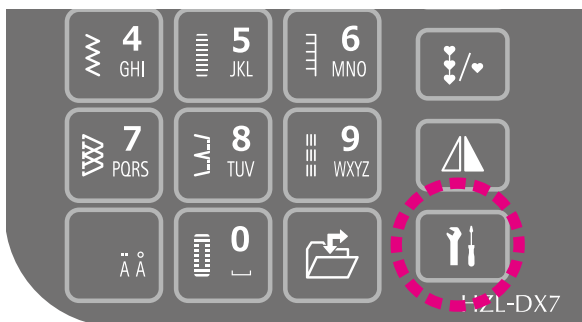 4 5 6
GHI JKL MNO
7 8 9
PQRS TUV WXYZ
0
Ä Å
HZL-DX7